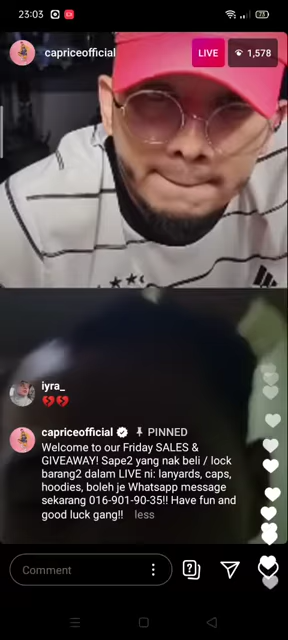 23:03
73
capriceofficial
LIVE
1,578
iyra_
💔💔
capriceofficial PINNED
Welcome to our Friday SALES &
GIVEAWAY! Sape2 yang nak beli / lock
barang2 dalam LIVE ni: lanyards, caps,
hoodies, boleh je Whatsapp message
sekarang 016-901-90-35!! Have fun and
good luck gang!! less
Comment